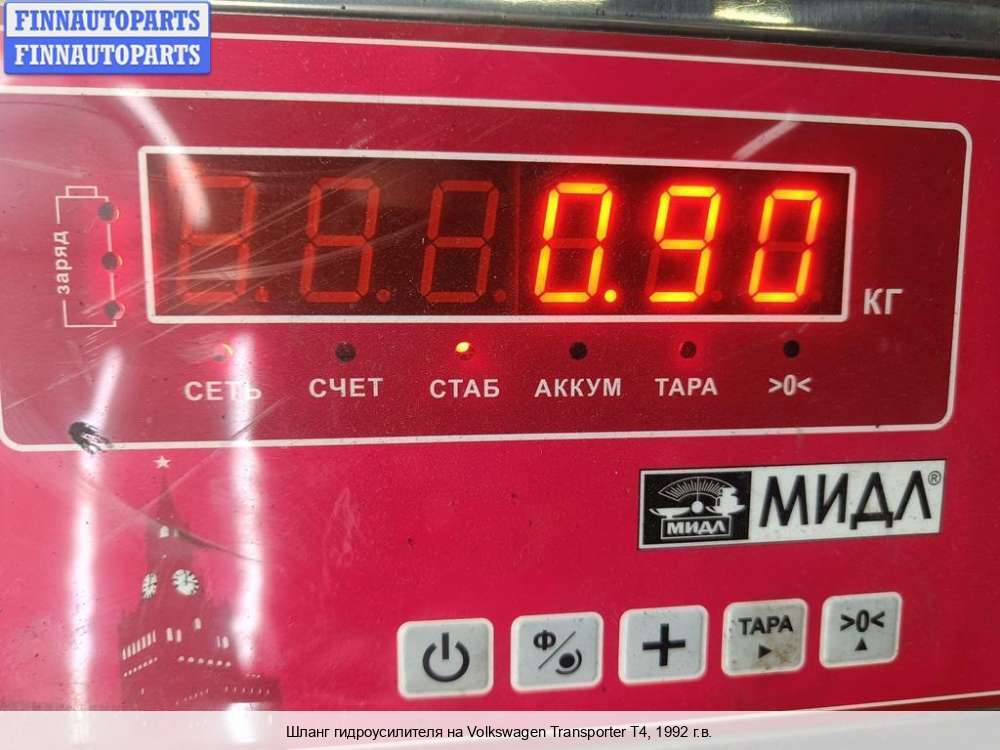 FINNAUTOPARTS
FINNAUTOPARTS
заряд
0.90
КГ
СЕТЬ
СЧЕТ
СТАБ
АККУМ
ТАРА
>0<
МИДЛ
МИДЛ®
Ф
+
ТАРА
>0<
Шланг гидроусилителя на Volkswagen Transporter T4, 1992 г.в.